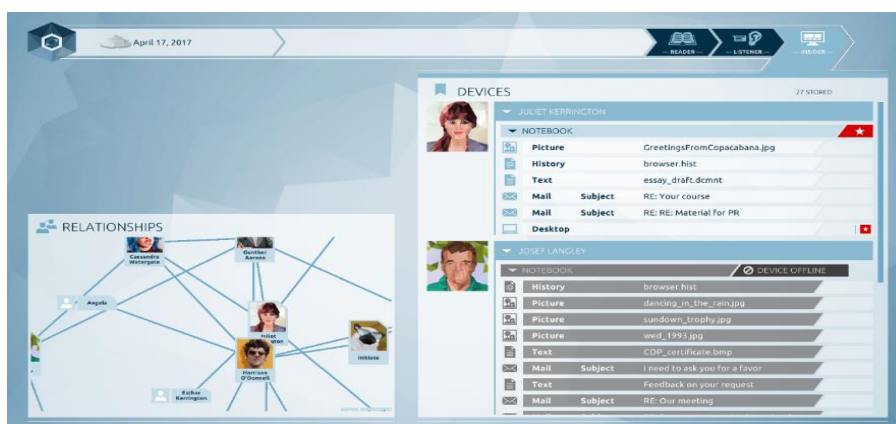 April 17, 2017
READER
LISTENER
INSIDER
DEVICES
27 STORED
JULIET KERRINGTON
NOTEBOOK
Picture GreetingsFromCopacabana.jpg
History browser.hist
Text essay_draft.dcmnt
Mail Subject RE: Your course
Mail Subject RE: RE: Material for PR
Desktop
JOSEF LANGLEY
NOTEBOOK DEVICE OFFLINE
History browser.hist
Picture dancing_in_the_rain.jpg
Picture sundown_trophy.jpg
Picture wed_1993.jpg
Text COP_certificate.bmp
Mail Subject I need to ask you for a favor
Text Feedback on your request
Mail Subject RE: Our meeting
RELATIONSHIPS
Cassandra
Watergate
Gunther
Aarens
Angela
Juliet
Harrison
O'Donnell
Initiate
Esther
Kerrington